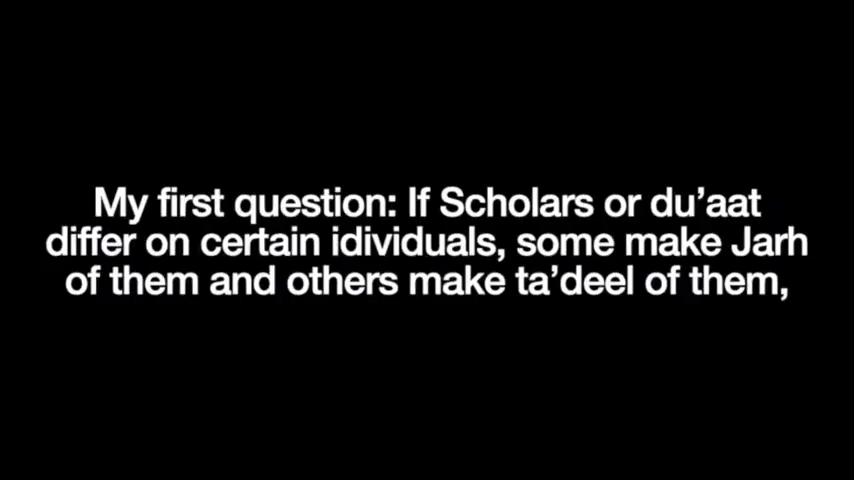 My first question: If Scholars or du’aat
differ on certain idividuals, some make Jarh
of them and others make ta’deel of them,